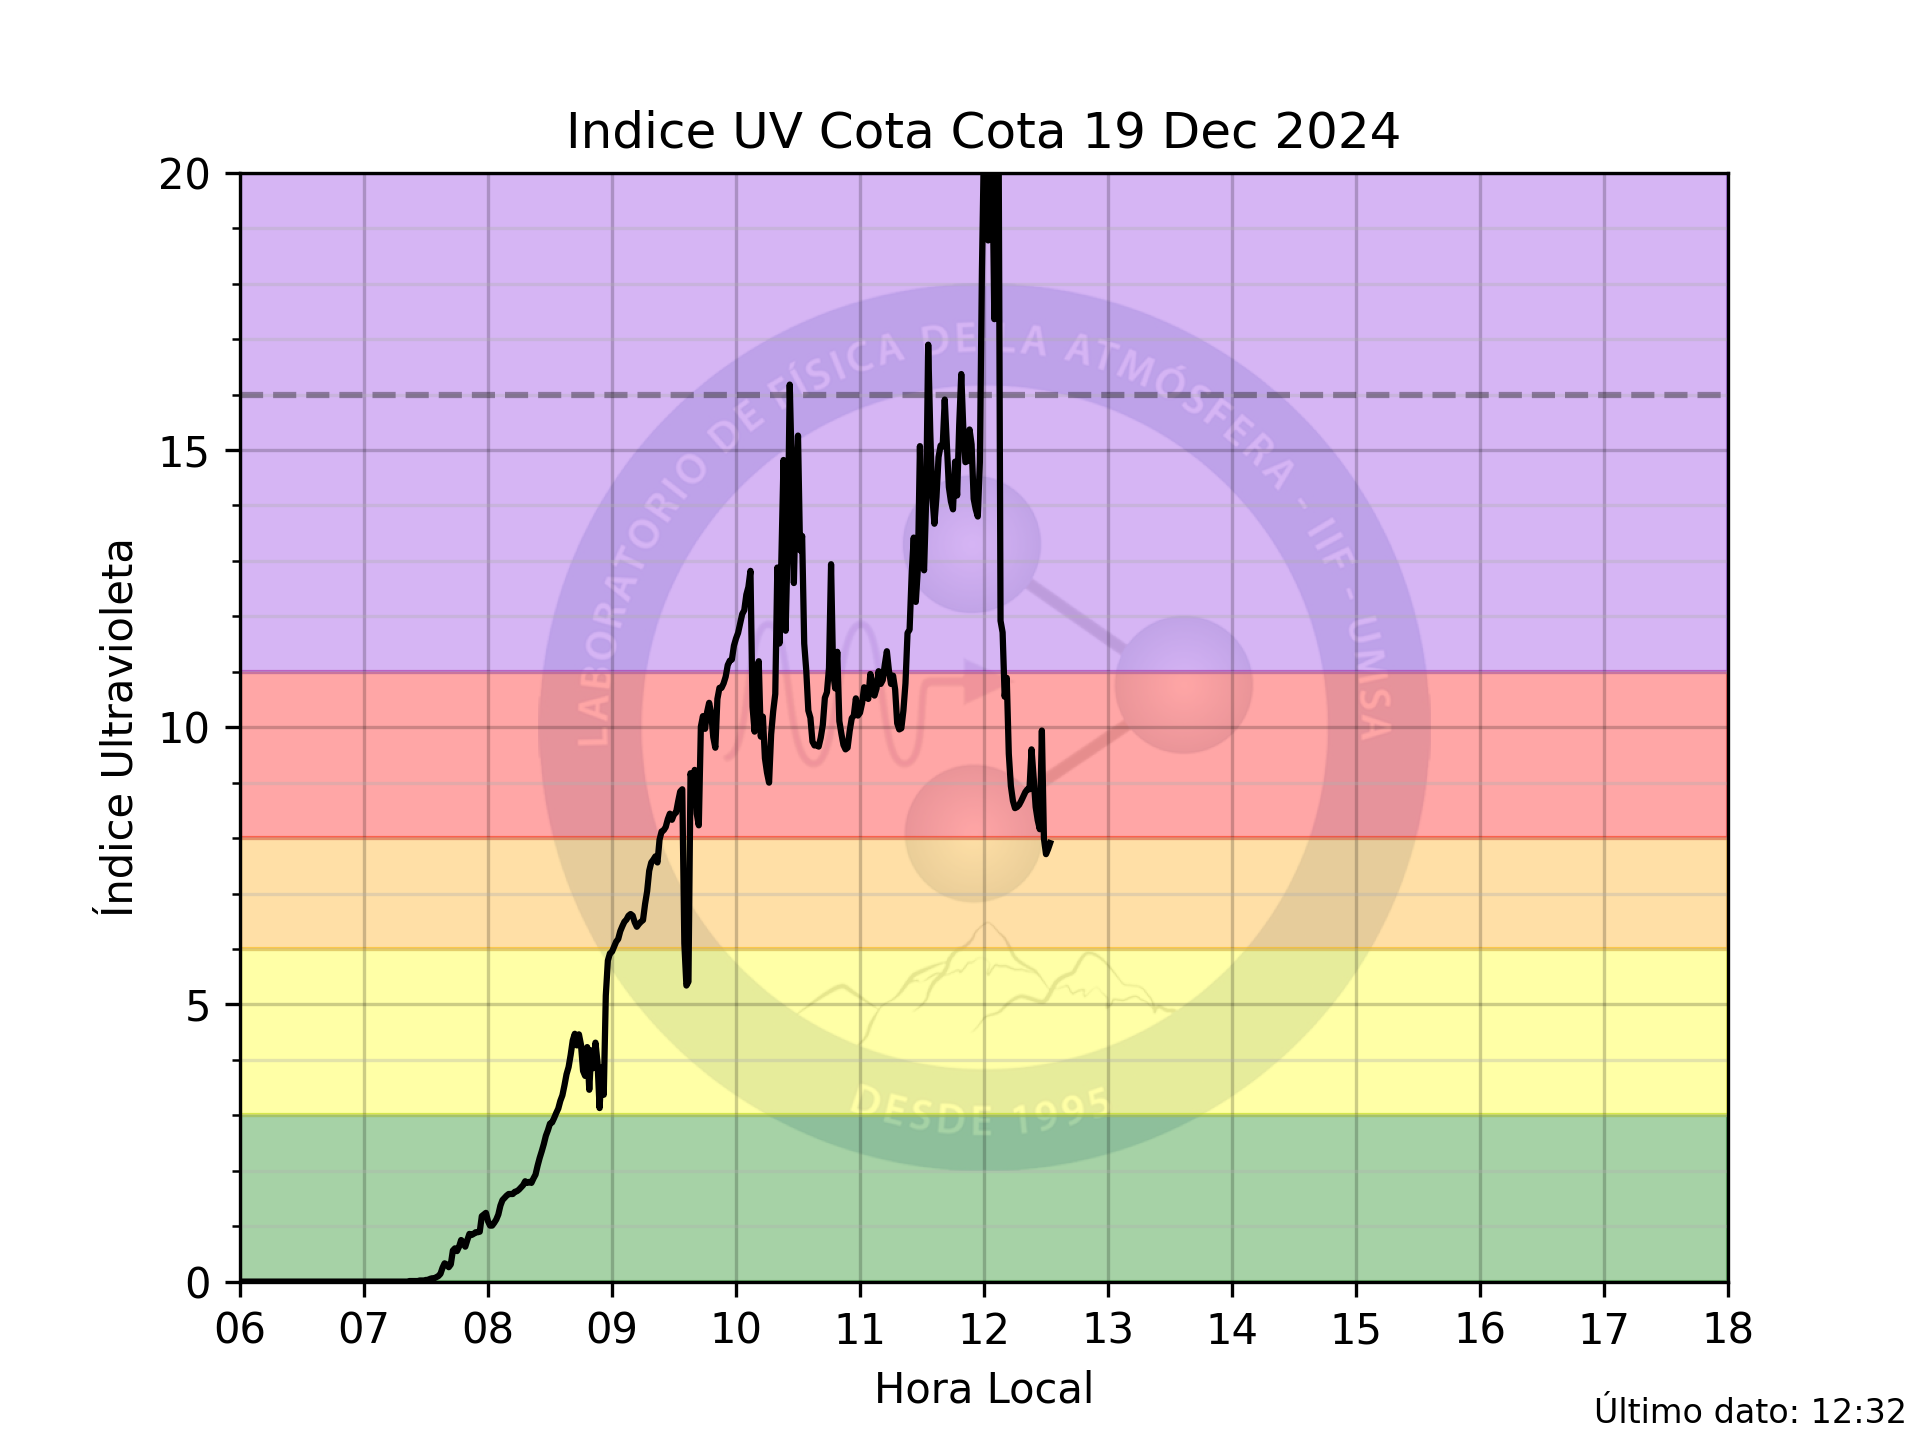 Indice UV Cota Cota 19 Dec 2024
20
15
10
5
0
Índice Ultravioleta
LABORATORIO DE FÍSICA DE LA ATMÓSFERA - IIF - UMSA
DESDE 1995
06 07 08 09 10 11 12 13 14 15 16 17 18
Hora Local
Último dato: 12:32